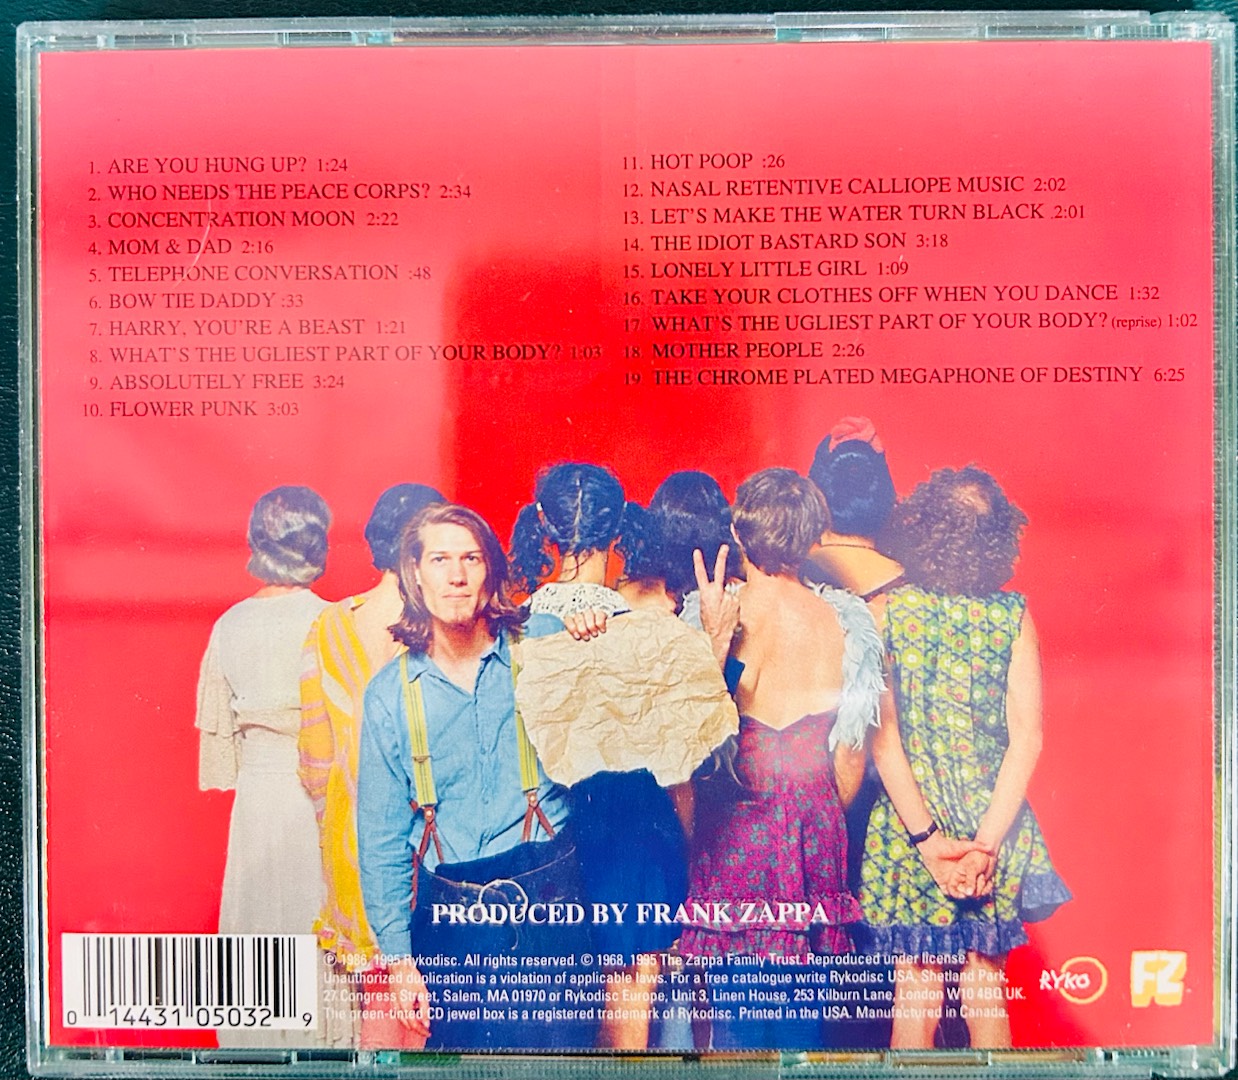 1. ARE YOU HUNG UP? 1:24
2. WHO NEEDS THE PEACE CORPS? 2:34
3. CONCENTRATION MOON 2:22
4. MOM & DAD 2:16
5. TELEPHONE CONVERSATION :48
6. BOW TIE DADDY :33
7. HARRY, YOU'RE A BEAST 1:21
8. WHAT'S THE UGLIEST PART OF YOUR BODY? 1:03
9. ABSOLUTELY FREE 3:24
10. FLOWER PUNK 3:03
11. HOT POOP :26
12. NASAL RETENTIVE CALLIOPE MUSIC 2:02
13. LET'S MAKE THE WATER TURN BLACK 2:01
14. THE IDIOT BASTARD SON 3:18
15. LONELY LITTLE GIRL 1:09
16. TAKE YOUR CLOTHES OFF WHEN YOU DANCE 1:32
17 WHAT'S THE UGLIEST PART OF YOUR BODY? (reprise) 1:02
18 MOTHER PEOPLE 2:26
19 THE CHROME PLATED MEGAPHONE OF DESTINY 6:25
PRODUCED BY FRANK ZAPPA
℗ 1986, 1995 Rykodisc. All rights reserved. © 1968, 1995 The Zappa Family Trust. Reproduced under license.
Unauthorized duplication is a violation of applicable laws. For a free catalogue write Rykodisc USA, Shetland Park,
27 Congress Street, Salem, MA 01970 or Rykodisc Europe, Unit 3, Linen House, 253 Kilburn Lane, London W10 4BQ UK.
The green-tinted CD jewel box is a registered trademark of Rykodisc. Printed in the USA. Manufactured in Canada.
0 14431 05032 9
RYKO
FZ